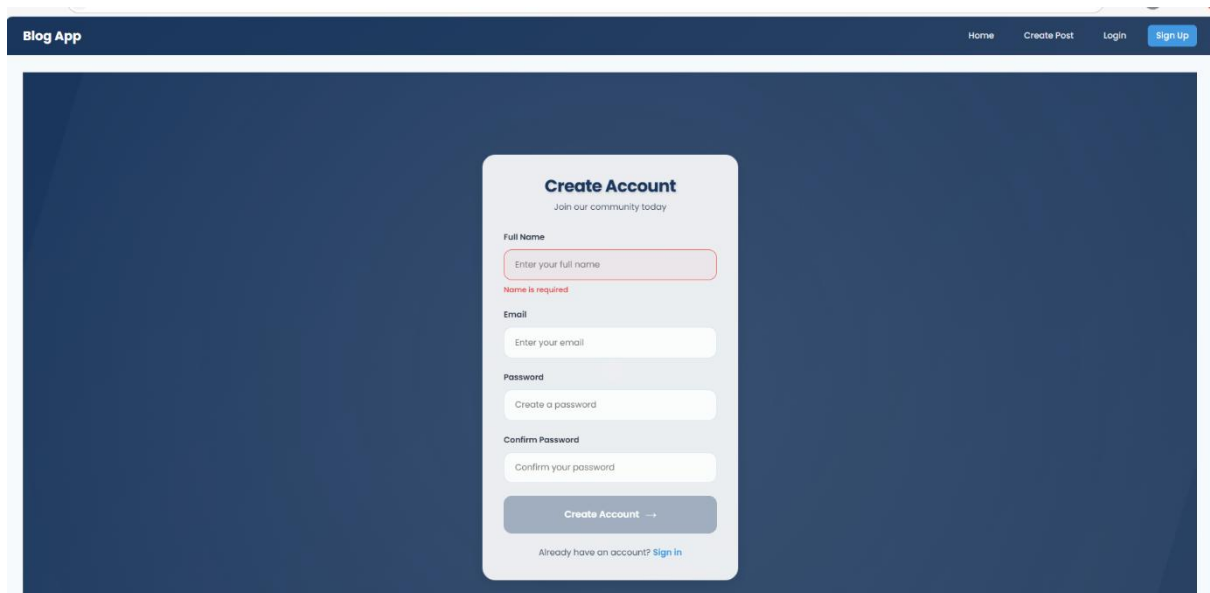 Blog App
Home
Create Post
Login
Sign Up
Create Account
Join our community today
Full Name
Enter your full name
Name is required
Email
Enter your email
Password
Create a password
Confirm Password
Confirm your password
Create Account →
Already have an account? Sign in